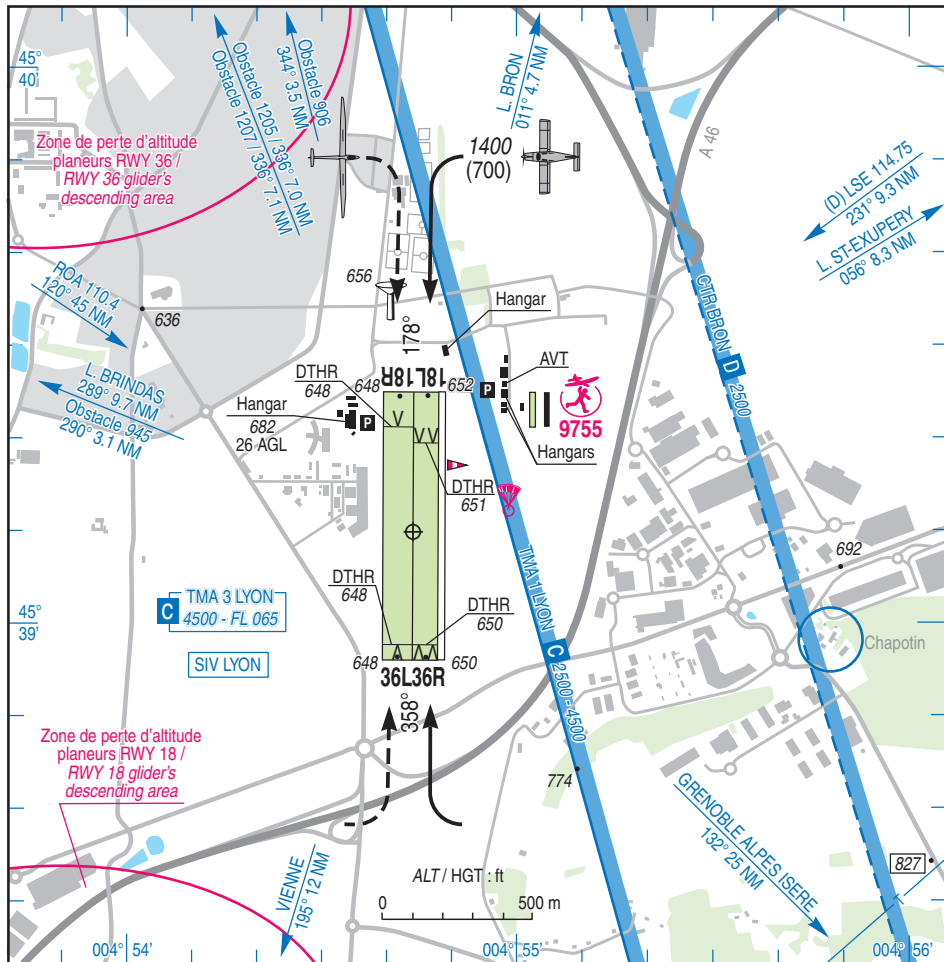 45°
40'
Obstacle 906
344° 3.5 NM
Obstacle 1205 / 336° 7.0 NM
Obstacle 1207 / 336° 7.1 NM
L. BRON
011° 4.7 NM
A 46
Zone de perte d'altitude
planeurs RWY 36 /
RWY 36 glider's
descending area
1400
(700)
(D) LSE 114.75
231° 9.3 NM
L. ST-EXUPERY
056° 8.3 NM
ROA 110.4
120° 45 NM
636
656
Hangar
178°
CTR BRON D 2500
L. BRINDAS
289° 9.7 NM
Obstacle 945
290° 3.1 NM
DTHR
648
648
18R
18L
652
P
AVT
Hangar
682
26 AGL
P
9755
Hangars
DTHR
651
TMA 1 LYON C 2500 - 4500
692
45°
39'
C
TMA 3 LYON
4500 - FL 065
SIV LYON
DTHR
648
DTHR
650
Chapotin
648
650
36L
36R
358°
Zone de perte d'altitude
planeurs RWY 18 /
RWY 18 glider's
descending area
774
GRENOBLE ALPES ISERE
132° 25 NM
827
VIENNE
195° 12 NM
ALT / HGT : ft
0
500 m
004° 54'
004° 55'
004° 56'